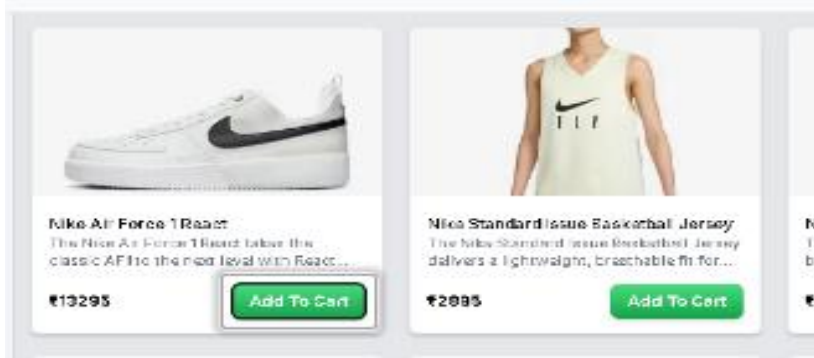 Nike Air Force 1 React
The Nike Air Force 1 React takes the
classic AF1 to the next level with React...
₹13295
Add To Cart
Nike Standard Issue Basketball Jersey
The Nike Standard Issue Basketball Jersey
delivers a lightweight, breathable fit for...
₹2895
Add To Cart